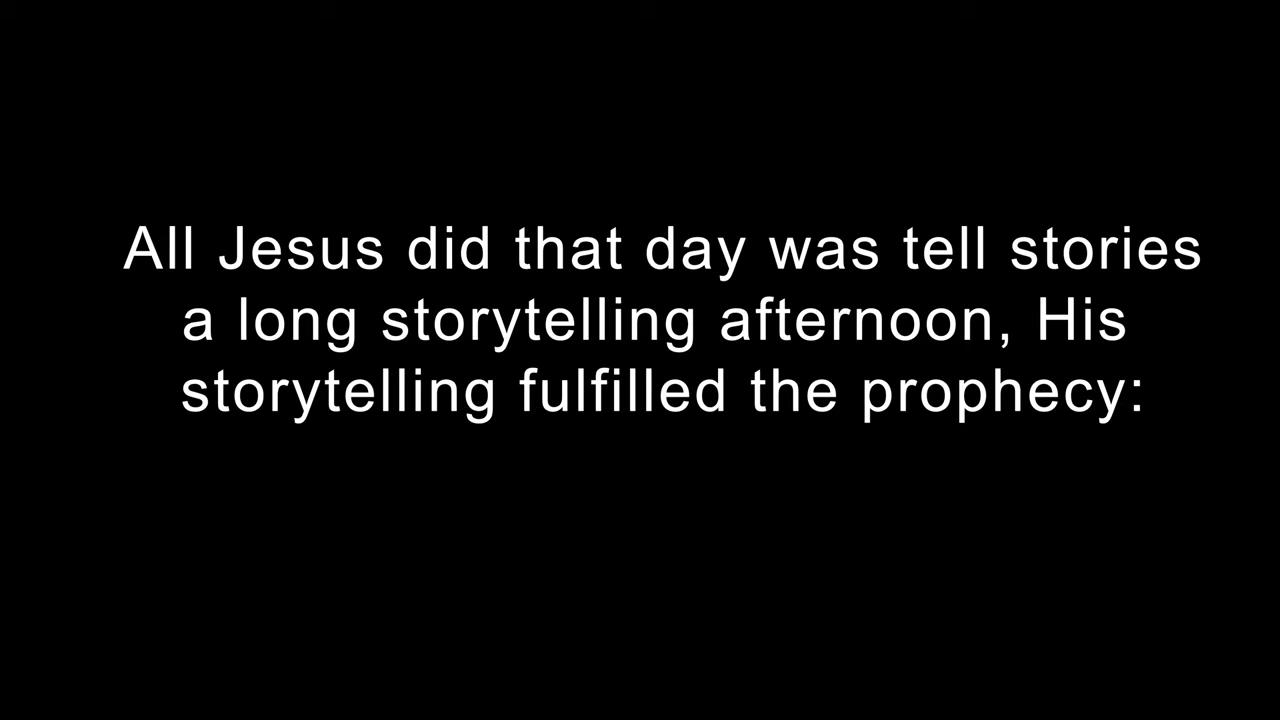 All Jesus did that day was tell stories
a long storytelling afternoon, His
storytelling fulfilled the prophecy: